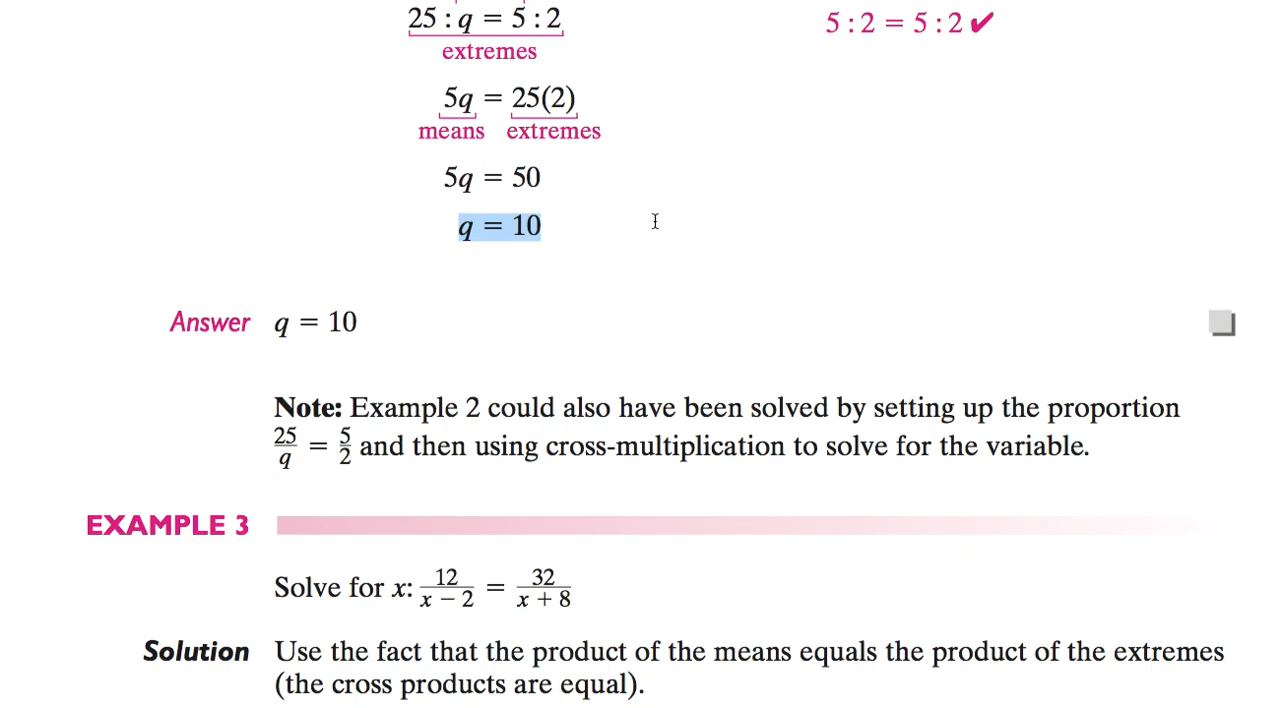 25 : q = 5 : 2
5 : 2 = 5 : 2 ✔
extremes
5q = 25(2)
means extremes
5q = 50
q = 10
Answer q = 10
Note: Example 2 could also have been solved by setting up the proportion
25/q = 5/2 and then using cross-multiplication to solve for the variable.
EXAMPLE 3
Solve for x: 12/(x − 2) = 32/(x + 8)
Solution Use the fact that the product of the means equals the product of the extremes
(the cross products are equal).